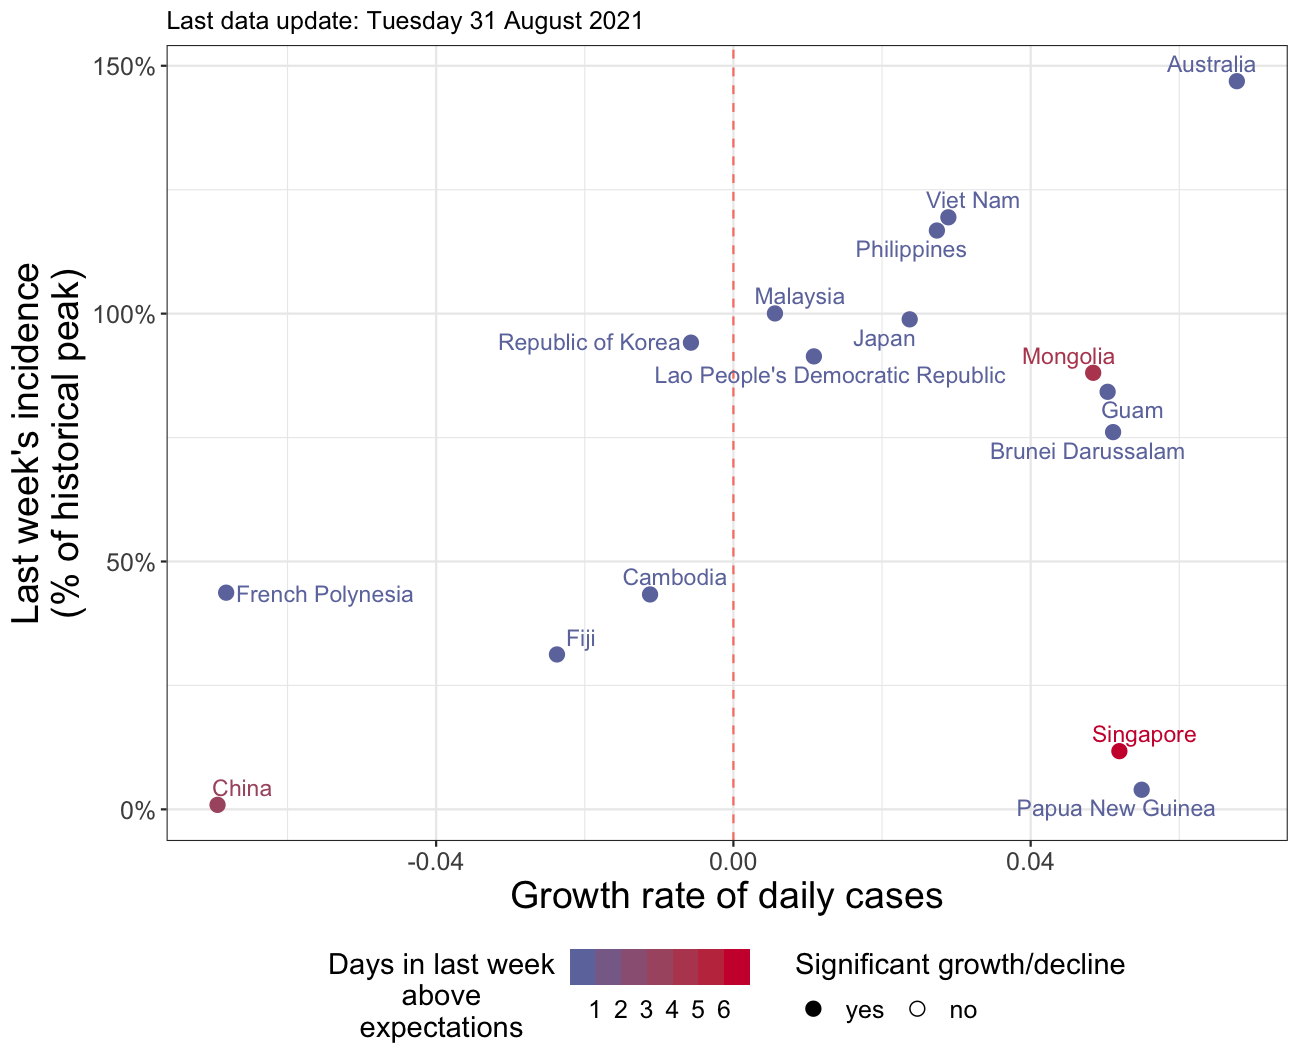 Last data update: Tuesday 31 August 2021
150%
100%
50%
0%
Last week's incidence
(% of historical peak)
Australia
Viet Nam
Philippines
Malaysia
Japan
Republic of Korea
Lao People's Democratic Republic
Mongolia
Guam
Brunei Darussalam
Cambodia
French Polynesia
Fiji
Singapore
China
Papua New Guinea
-0.04 0.00 0.04
Growth rate of daily cases
Days in last week
above
expectations
1 2 3 4 5 6
Significant growth/decline
yes no